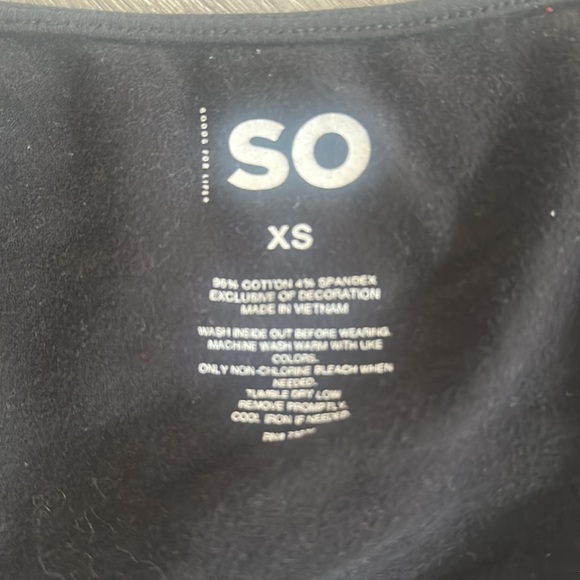 GOODS FOR LIFE®
SO
XS
96% COTTON 4% SPANDEX
EXCLUSIVE OF DECORATION
MADE IN VIETNAM
WASH INSIDE OUT BEFORE WEARING.
MACHINE WASH WARM WITH LIKE
COLORS.
ONLY NON-CHLORINE BLEACH WHEN
NEEDED.
TUMBLE DRY LOW
REMOVE PROMPTLY.
COOL IRON IF NEEDED.
RN#